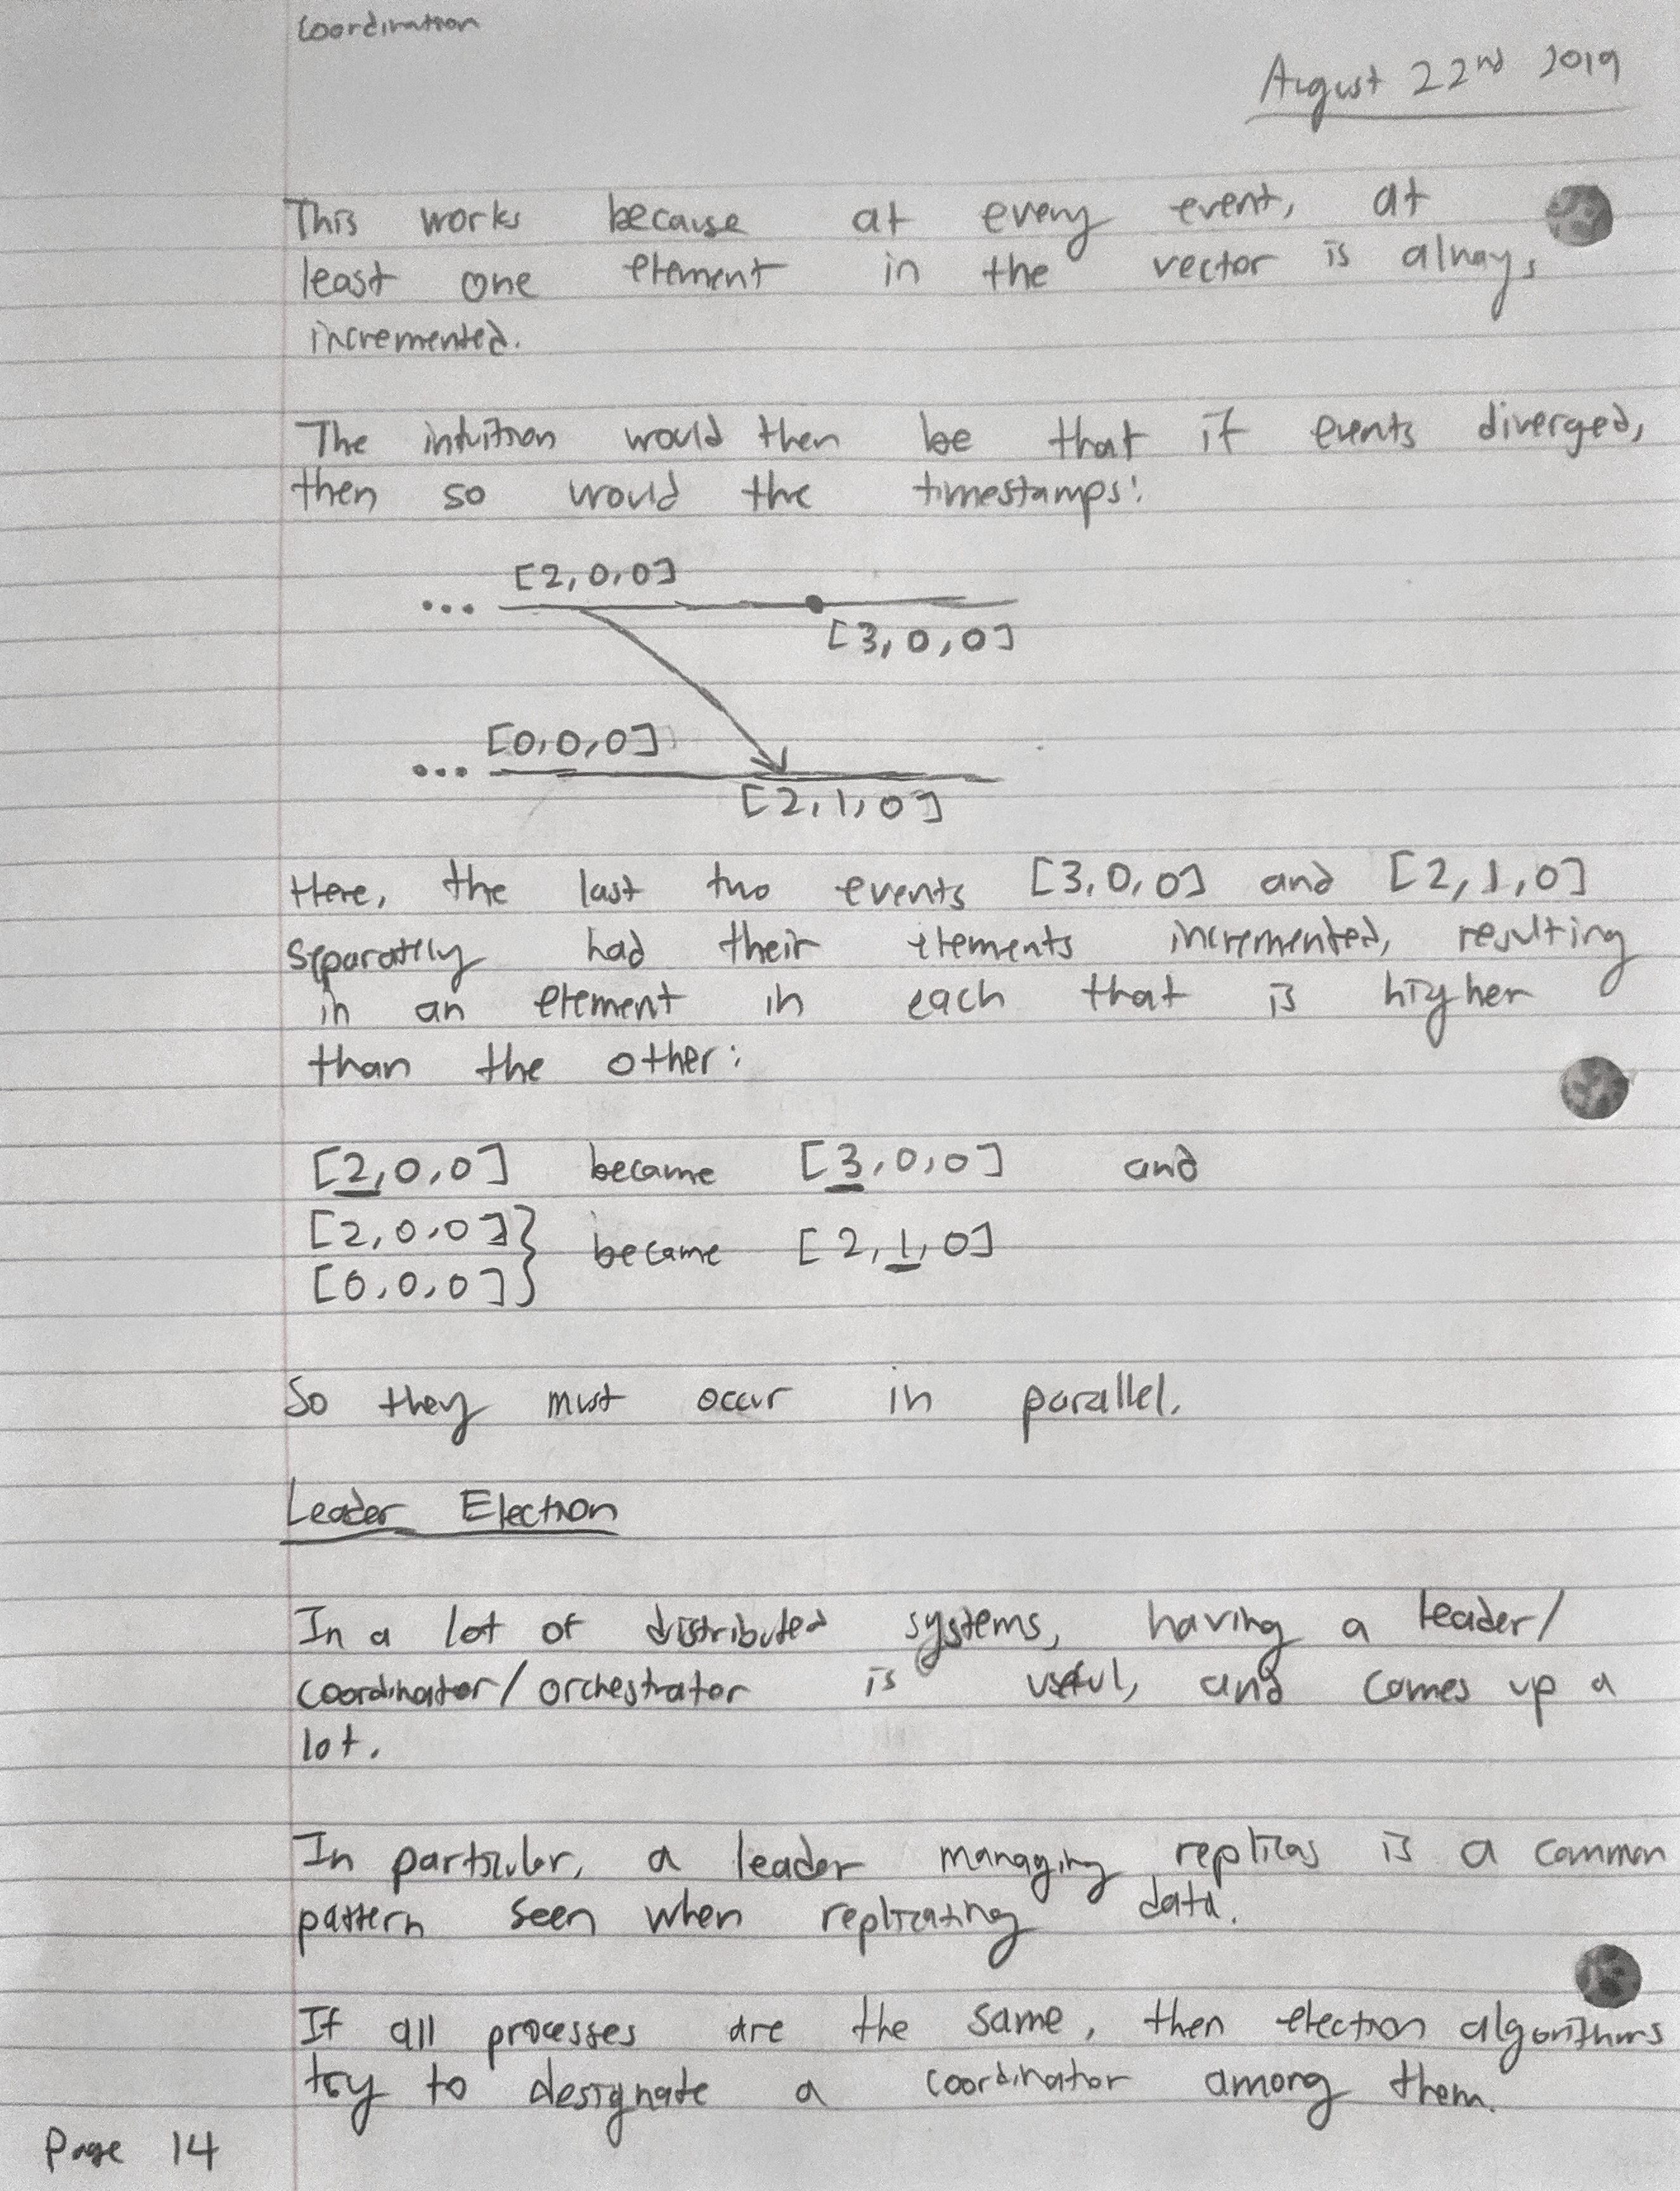 Coordination
August 22nd 2019
This works because at every event, at
least one element in the vector is always
incremented.
The intuition would then be that if events diverged,
then so would the timestamps:
[2,0,0]
...
[3,0,0]
[0,0,0]
...
[2,1,0]
Here, the last two events [3,0,0] and [2,1,0]
separately had their elements incremented, resulting
in an element in each that is higher
than the other:
[2,0,0] became [3,0,0] and
[2,0,0]}
became [2,1,0]
[0,0,0]}
So they must occur in parallel.
Leader Election
In a lot of distributed systems, having a leader/
coordinator/orchestrator is useful, and comes up a
lot.
In particular, a leader managing replicas is a common
pattern seen when replicating data.
If all processes are the same, then election algorithms
try to designate a coordinator among them.
Page 14